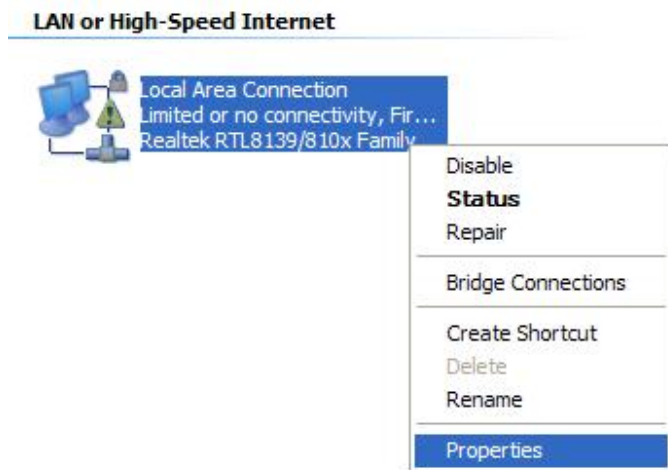 LAN or High-Speed Internet
Local Area Connection
Limited or no connectivity, Fir...
Realtek RTL8139/810x Family
Disable
Status
Repair
Bridge Connections
Create Shortcut
Delete
Rename
Properties